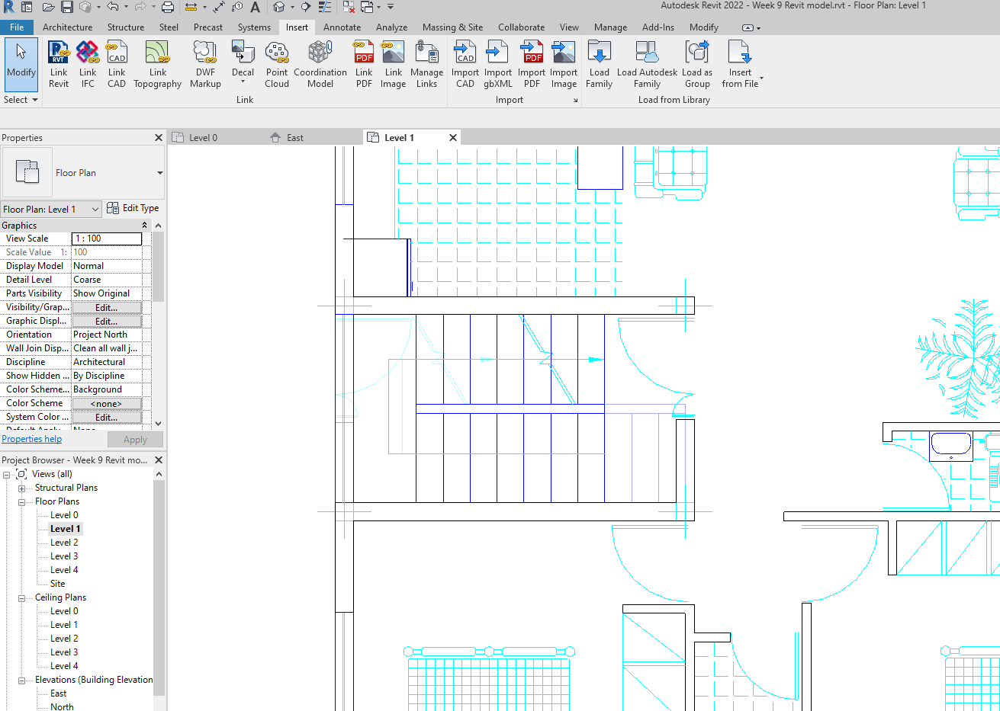 Autodesk Revit 2022 - Week 9 Revit model.rvt - Floor Plan: Level 1
File Architecture Structure Steel Precast Systems Insert Annotate Analyze Massing & Site Collaborate View Manage Add-Ins Modify
Modify
Link Revit
Link IFC
Link CAD
Link Topography
DWF Markup
Decal
Point Cloud
Coordination Model
Link PDF
Link Image
Manage Links
Import CAD
Import gbXML
Import PDF
Import Image
Load Family
Load Autodesk Family
Load as Group
Insert from File
Select
Link
Import
Load from Library
Properties
Level 0
East
Level 1
Floor Plan
Floor Plan: Level 1
Edit Type
Graphics
View Scale 1 : 100
Scale Value 1: 100
Display Model Normal
Detail Level Coarse
Parts Visibility Show Original
Visibility/Grap... Edit...
Graphic Displ... Edit...
Orientation Project North
Wall Join Disp... Clean all wall j...
Discipline Architectural
Show Hidden ... By Discipline
Color Scheme... Background
Color Scheme <none>
System Color ... Edit...
Properties help
Apply
Project Browser - Week 9 Revit mo...
Views (all)
Structural Plans
Floor Plans
Level 0
Level 1
Level 2
Level 3
Level 4
Site
Ceiling Plans
Level 0
Level 1
Level 2
Level 3
Level 4
Elevations (Building Elevation
East
North